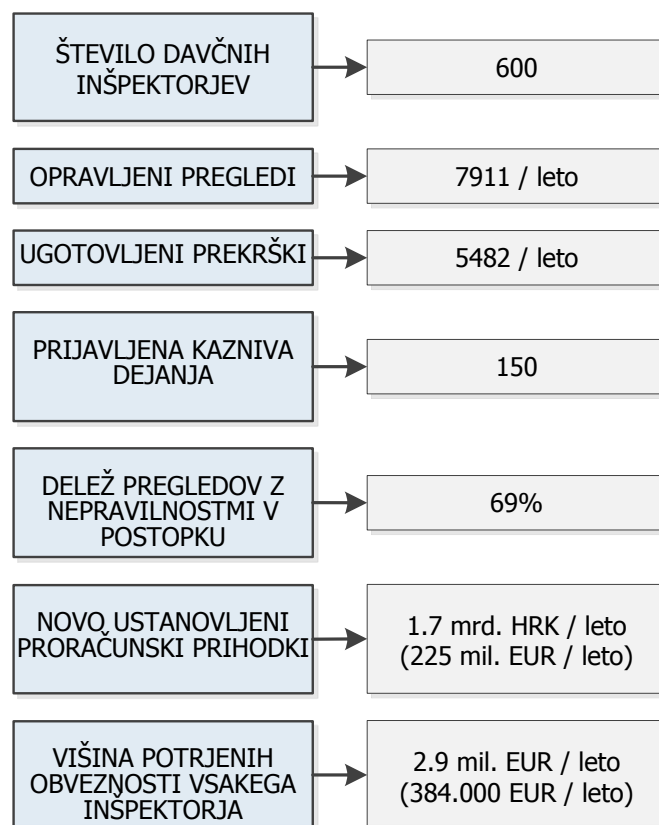 ŠTEVILO DAVČNIH
INŠPEKTORJEV
600
OPRAVLJENI PREGLEDI
7911 / leto
UGOTOVLJENI PREKRŠKI
5482 / leto
PRIJAVLJENA KAZNIVA
DEJANJA
150
DELEŽ PREGLEDOV Z
NEPRAVILNOSTMI V
POSTOPKU
69%
NOVO USTANOVLJENI
PRORAČUNSKI PRIHODKI
1.7 mrd. HRK / leto
(225 mil. EUR / leto)
VIŠINA POTRJENIH
OBVEZNOSTI VSAKEGA
INŠPEKTORJA
2.9 mil. EUR / leto
(384.000 EUR / leto)